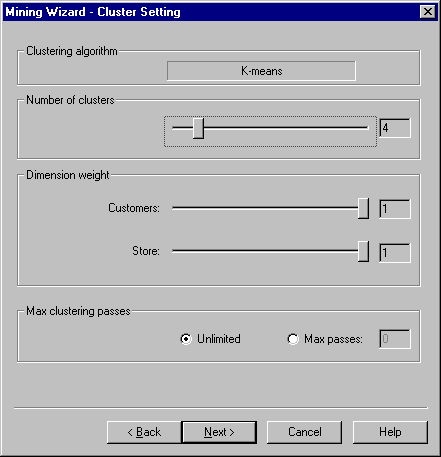 Mining Wizard - Cluster Setting
Clustering algorithm
K-means
Number of clusters
4
Dimension weight
Customers: 1
Store: 1
Max clustering passes
Unlimited Max passes: 0
< Back Next > Cancel Help